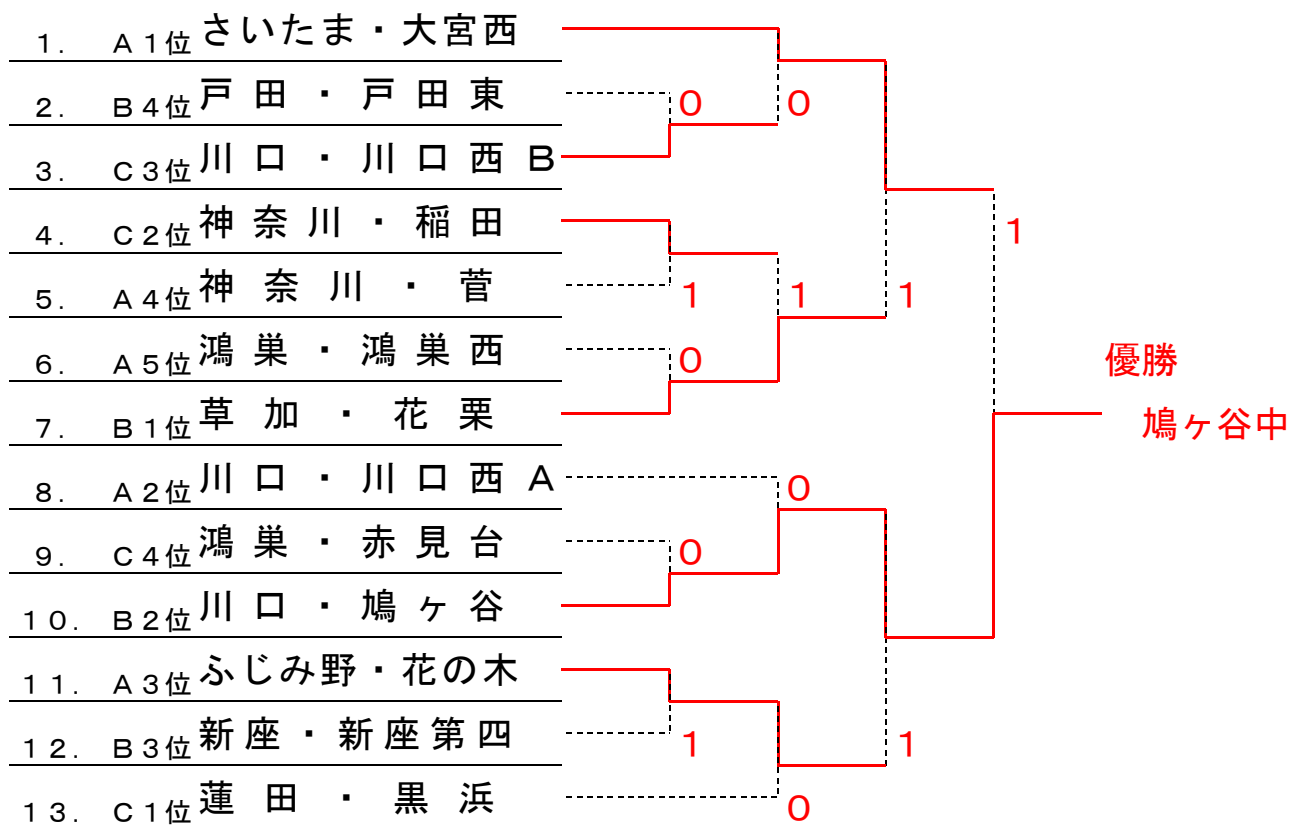 １． Ａ１位 さいたま・大宮西
２． Ｂ４位 戸田・戸田東
0 0
３． Ｃ３位 川口・川口西Ｂ
４． Ｃ２位 神奈川・稲田
1
５． Ａ４位 神奈川・菅
1 1 1
６． Ａ５位 鴻巣・鴻巣西
0
優勝
７． Ｂ１位 草加・花栗
鳩ヶ谷中
８． Ａ２位 川口・川口西Ａ
0
９． Ｃ４位 鴻巣・赤見台
0
１０． Ｂ２位 川口・鳩ヶ谷
１１． Ａ３位 ふじみ野・花の木
１２． Ｂ３位 新座・新座第四
1 1
１３． Ｃ１位 蓮田・黒浜
0